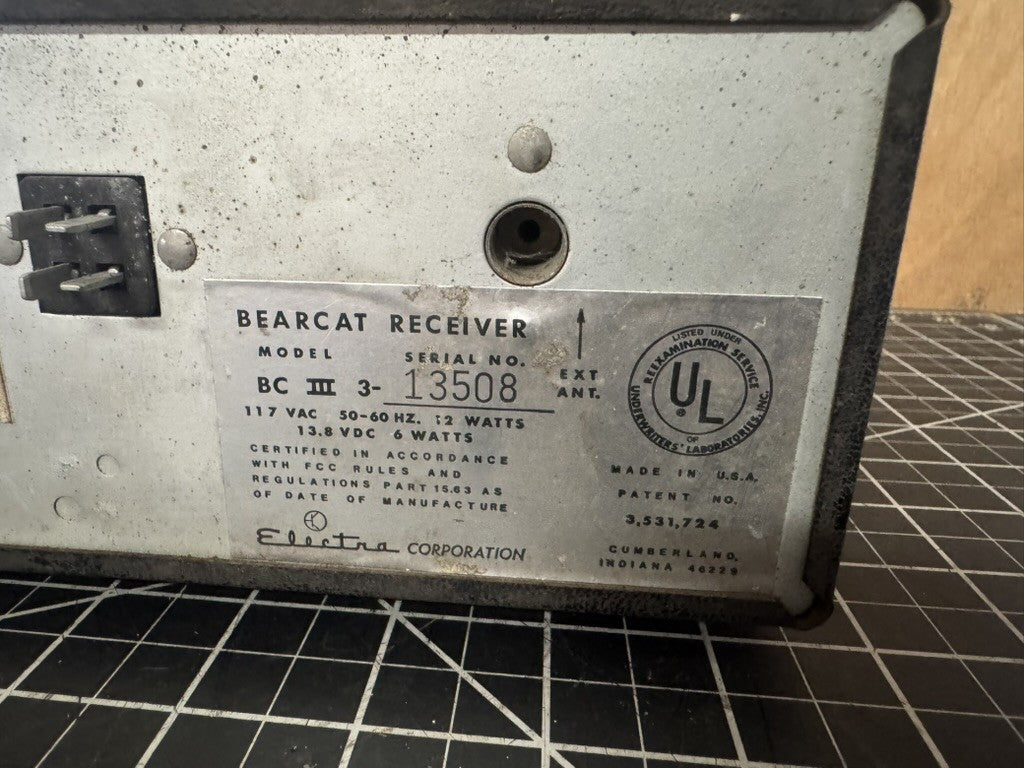 BEARCAT RECEIVER
MODEL SERIAL NO.
BC III 3- 13508
117 VAC 50-60 HZ. 12 WATTS
13.8 VDC 6 WATTS
CERTIFIED IN ACCORDANCE
WITH FCC RULES AND
REGULATIONS PART 15.63 AS
OF DATE OF MANUFACTURE
Electra CORPORATION
EXT
ANT.
LISTED UNDER
REEXAMINATION SERVICE
UL
®
OF
UNDERWRITERS' LABORATORIES, INC.
MADE IN U.S.A.
PATENT NO.
3,531,724
CUMBERLAND,
INDIANA 46229